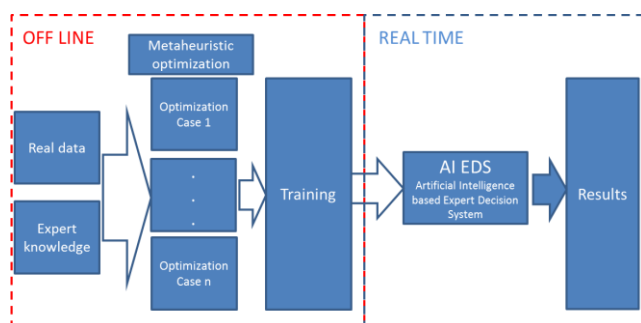 OFF LINE
Metaheuristic
optimization
Optimization
Case 1
Real data
.
.
.
Expert
knowledge
Optimization
Case n
Training
REAL TIME
AI EDS
Artificial Intelligence
based Expert Decision
System
Results